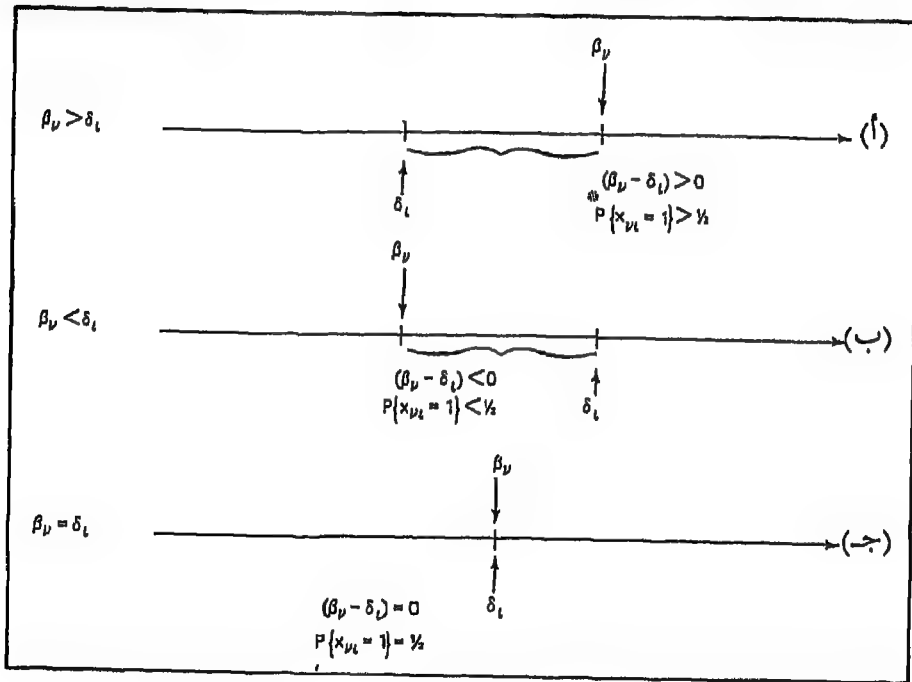 β_ν
β_ν > δ_ι
(أ)
δ_ι
(β_ν - δ_ι) > 0
P{x_νι = 1} > ½
β_ν
β_ν < δ_ι
(ب)
(β_ν - δ_ι) < 0
P{x_νι = 1} < ½
δ_ι
β_ν
β_ν = δ_ι
(جـ)
δ_ι
(β_ν - δ_ι) = 0
P{x_νι = 1} = ½